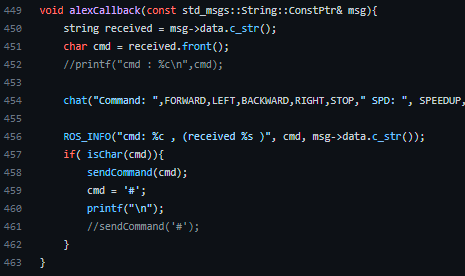 449 void alexCallback(const std_msgs::String::ConstPtr& msg){
450 string received = msg->data.c_str();
451 char cmd = received.front();
452 //printf("cmd : %c\n",cmd);
453
454 chat("Command: ",FORWARD,LEFT,BACKWARD,RIGHT,STOP," SPD: ", SPEEDUP,
455
456 ROS_INFO("cmd: %c , (received %s )", cmd, msg->data.c_str());
457 if( isChar(cmd)){
458 sendCommand(cmd);
459 cmd = '#';
460 printf("\n");
461 //sendCommand('#');
462 }
463 }